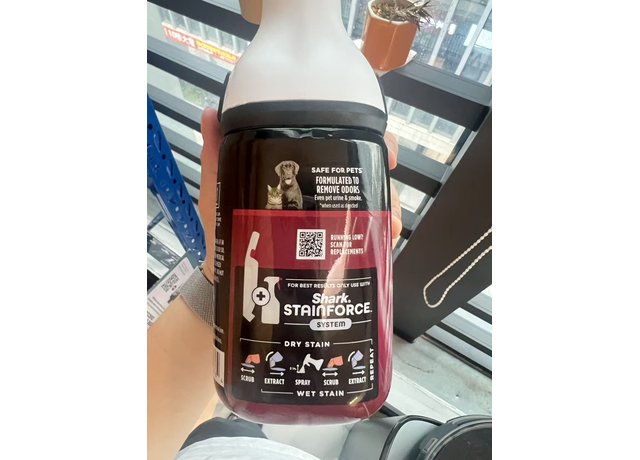 SAFE FOR PETS*
FORMULATED TO
REMOVE ODORS
Even pet urine & smoke.
*when used as directed
RUNNING LOW?
SCAN FOR
REPLACEMENTS
FOR BEST RESULTS ONLY USE WITH
Shark.
STAINFORCE™
SYSTEM
DRY STAIN
SCRUB
EXTRACT
SPRAY
SCRUB
EXTRACT
REPEAT
WET STAIN